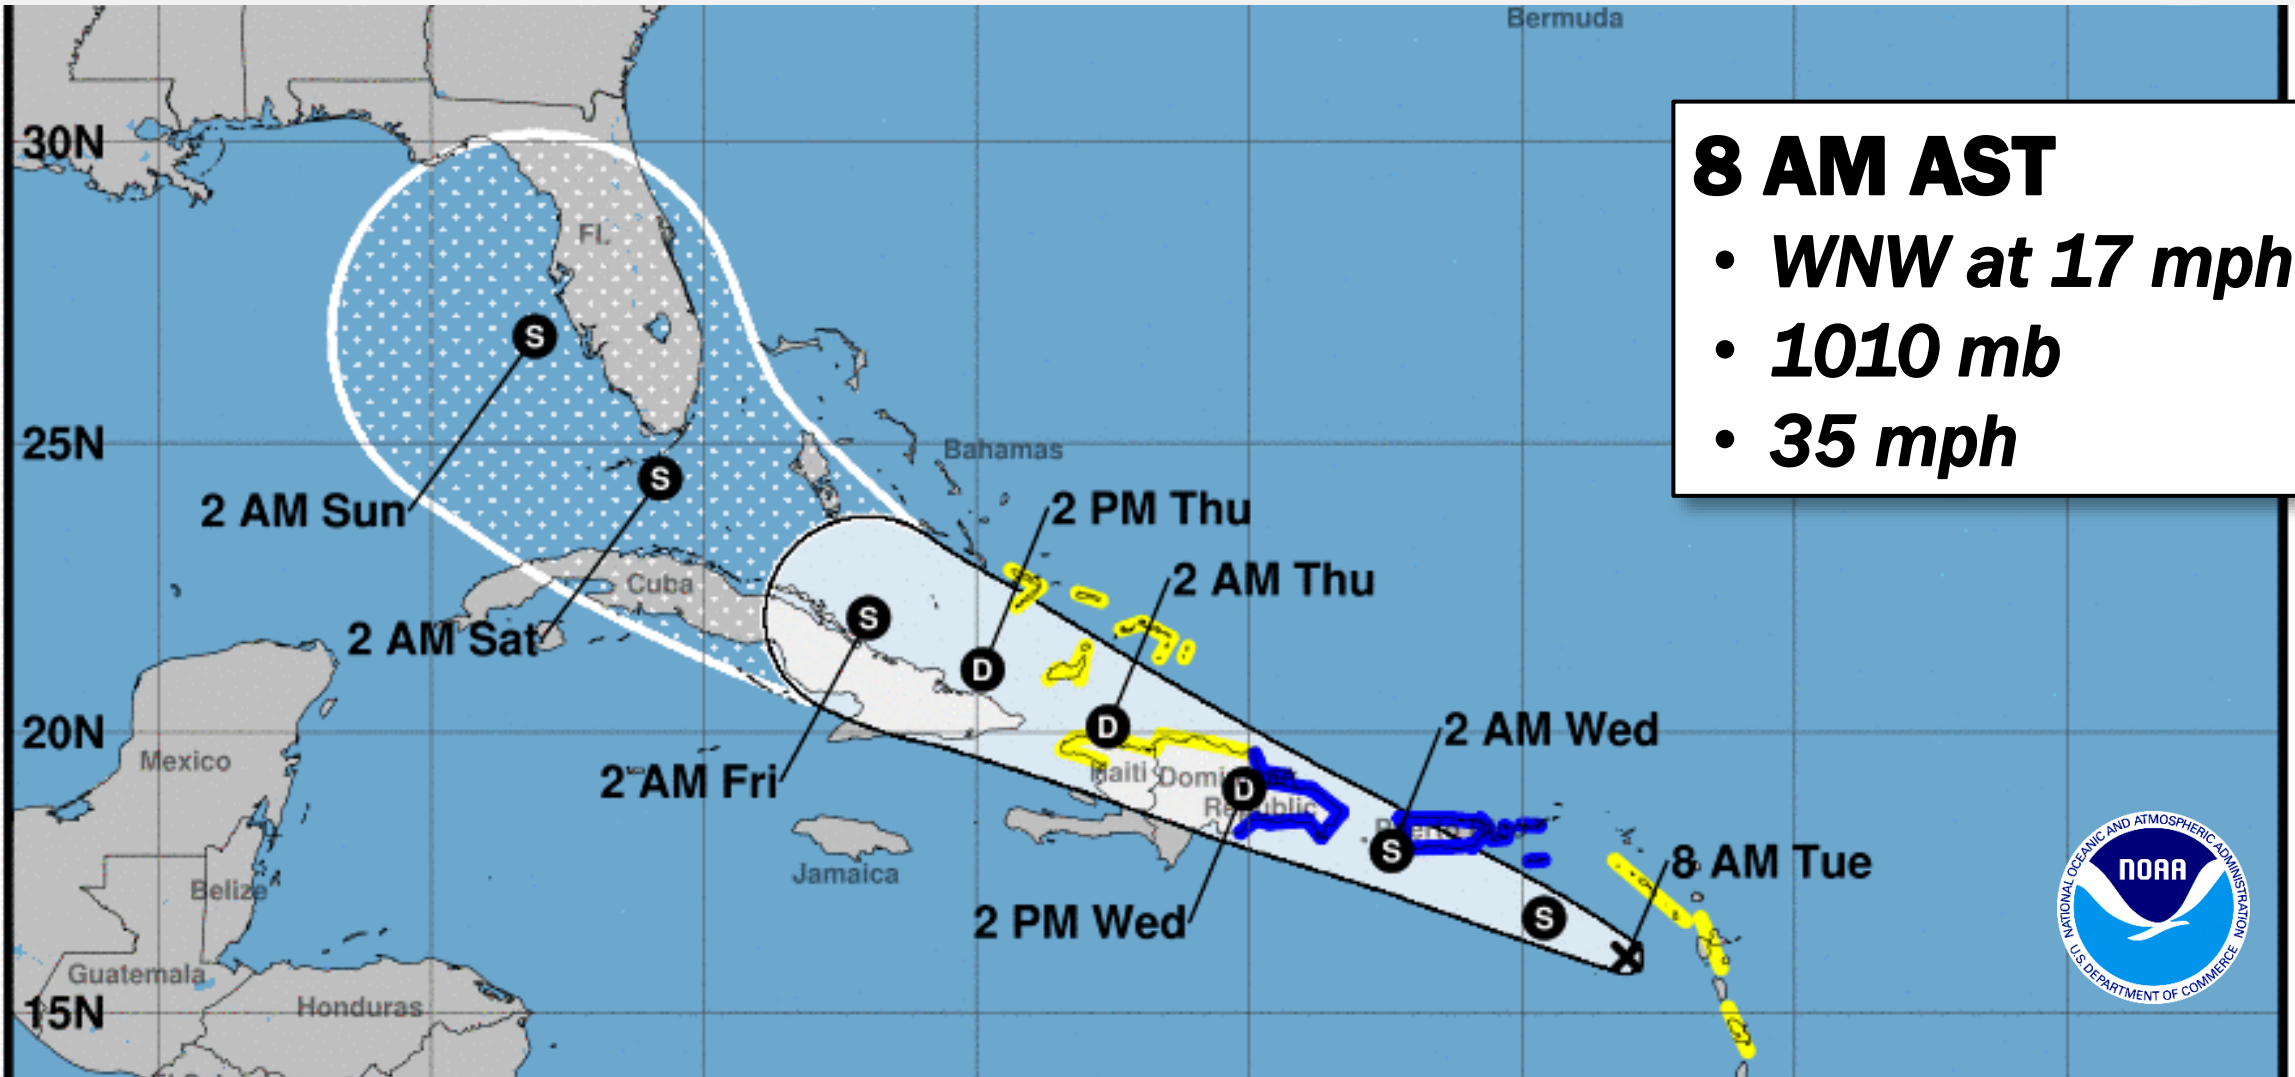 Bermuda
30N
8 AM AST
• WNW at 17 mph
• 1010 mb
• 35 mph
FL
S
25N
Bahamas
S
2 AM Sun
2 PM Thu
2 AM Thu
Cuba
S
2 AM Sat
D
20N
D
2 AM Wed
Mexico
2 AM Fri
Haiti
Dominican
Republic
D
Puerto Rico
S
Jamaica
8 AM Tue
Belize
2 PM Wed
S
Guatemala
Honduras
15N
NOAA
NATIONAL OCEANIC AND ATMOSPHERIC ADMINISTRATION
U.S. DEPARTMENT OF COMMERCE